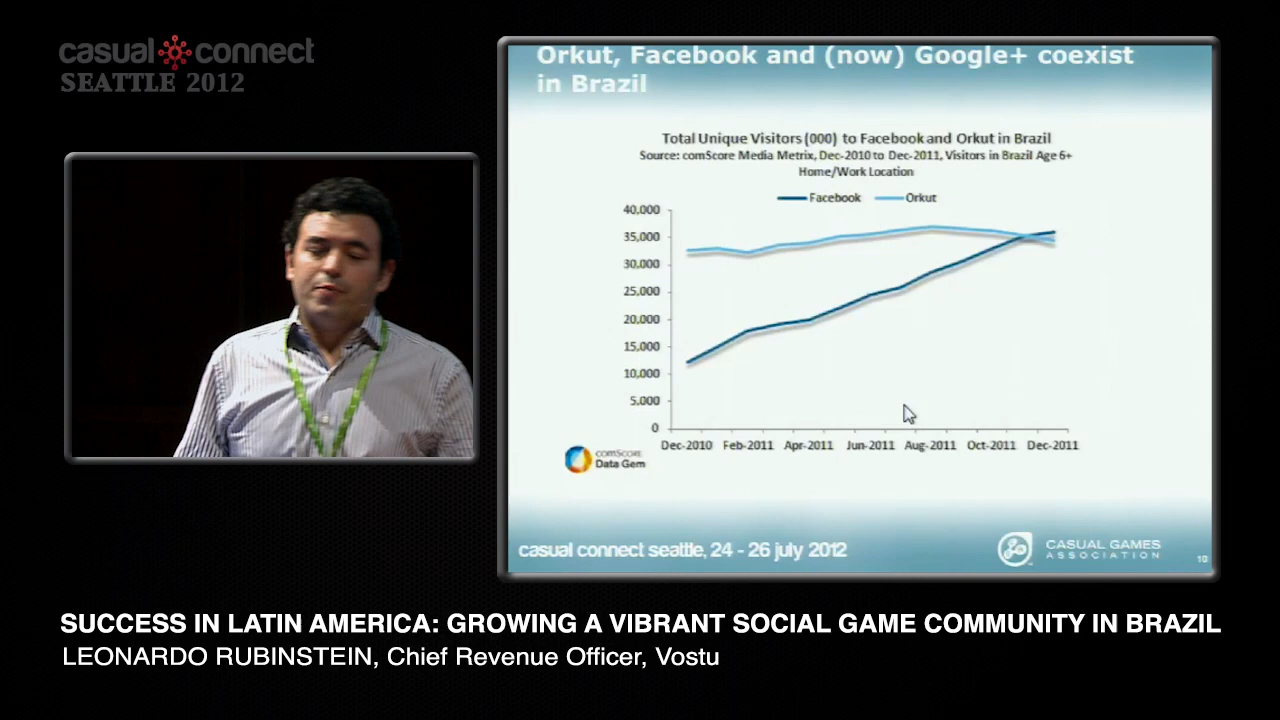 casual connect
SEATTLE 2012
Orkut, Facebook and (now) Google+ coexist
in Brazil
Total Unique Visitors (000) to Facebook and Orkut in Brazil
Source: comScore Media Metrix, Dec-2010 to Dec-2011, Visitors in Brazil Age 6+
Home/Work Location
Facebook Orkut
40,000
35,000
30,000
25,000
20,000
15,000
10,000
5,000
0
Dec-2010 Feb-2011 Apr-2011 Jun-2011 Aug-2011 Oct-2011 Dec-2011
comScore
Data Gem
casual connect seattle, 24 - 26 july 2012
CASUAL GAMES
ASSOCIATION
10
SUCCESS IN LATIN AMERICA: GROWING A VIBRANT SOCIAL GAME COMMUNITY IN BRAZIL
LEONARDO RUBINSTEIN, Chief Revenue Officer, Vostu